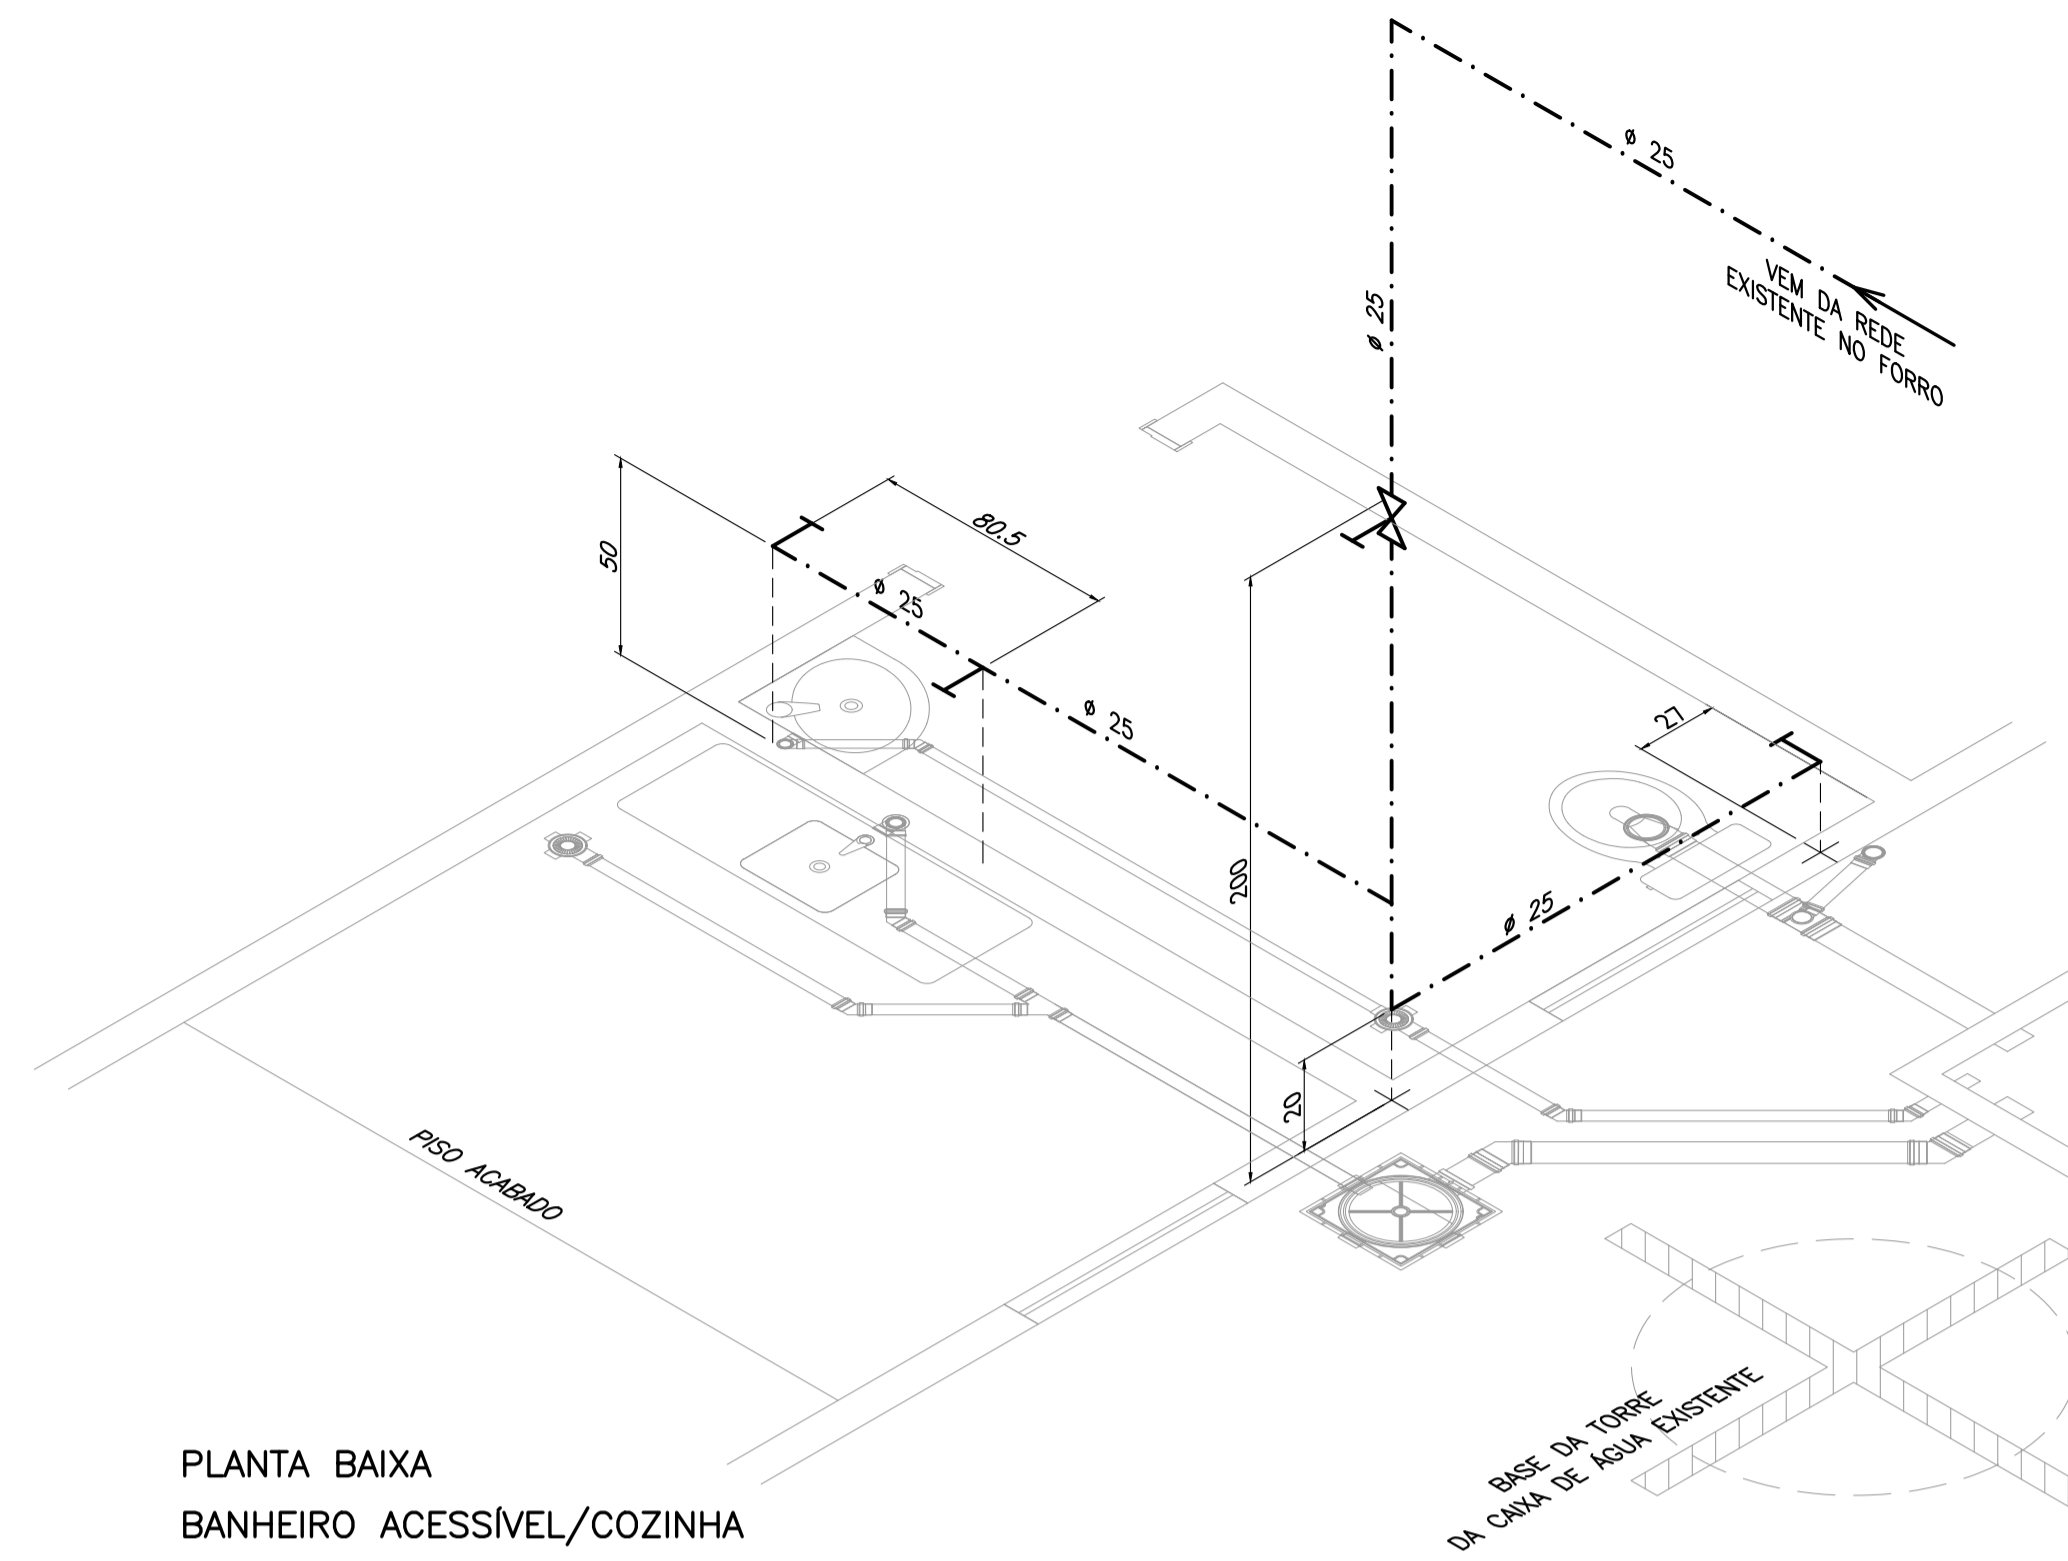 ø 25
VEM DA REDE
EXISTENTE NO FORRO
ø 25
80.5
50
ø 25
ø 25
27
200
ø 25
20
PISO ACABADO
BASE DA TORRE
DA CAIXA DE ÁGUA EXISTENTE
PLANTA BAIXA
BANHEIRO ACESSÍVEL/COZINHA